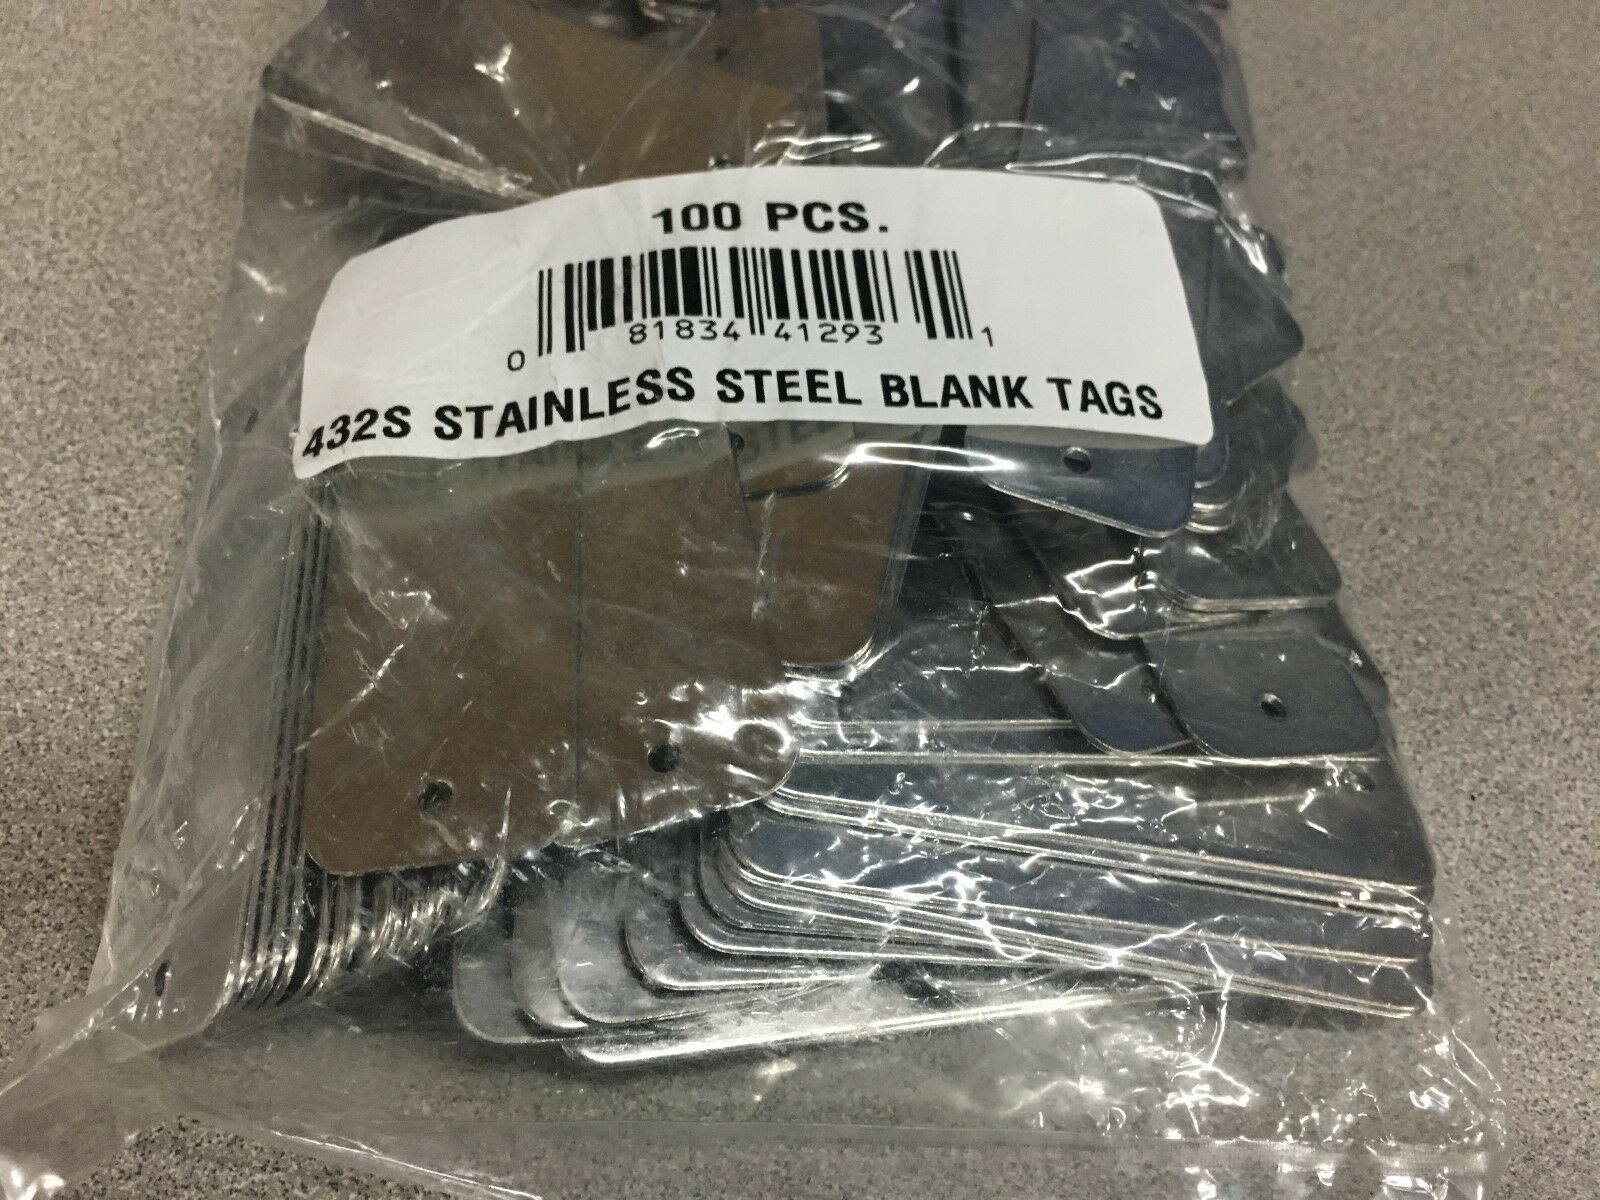 100 PCS.
0 81834 41293 1
432S STAINLESS STEEL BLANK TAGS